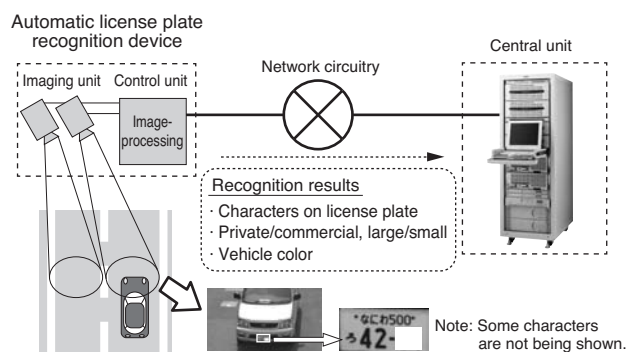 Automatic license plate
recognition device
Imaging unit
Control unit
Image-
processing
Network circuitry
Central unit
Recognition results
· Characters on license plate
· Private/commercial, large/small
· Vehicle color
なにわ500
う 42-
Note: Some characters
are not being shown.